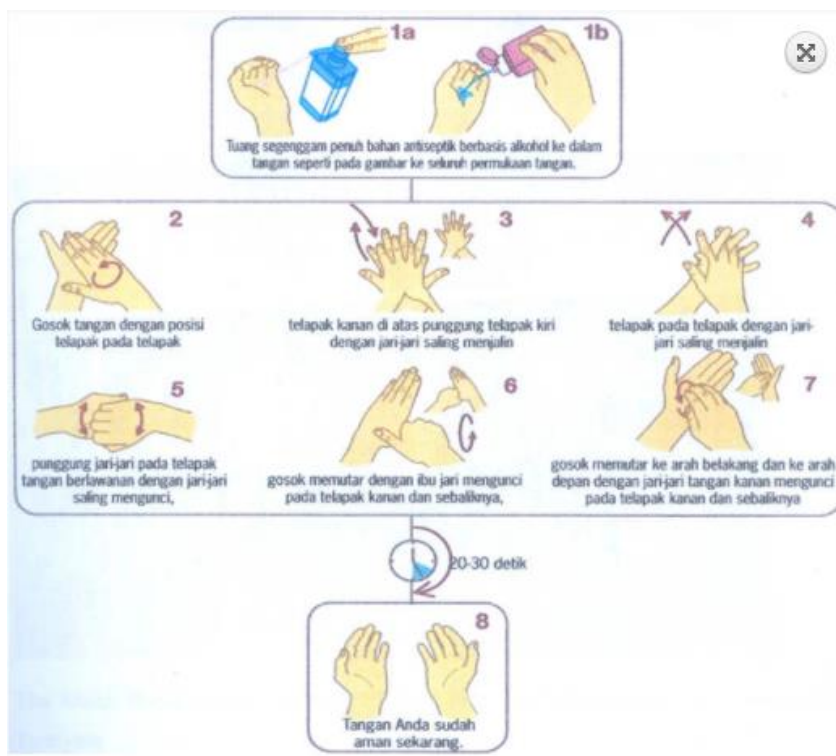 1a
1b
Tuang segenggam penuh bahan antiseptik berbasis alkohol ke dalam
tangan seperti pada gambar ke seluruh permukaan tangan.
2
Gosok tangan dengan posisi
telapak pada telapak
3
telapak kanan di atas punggung telapak kiri
dengan jari-jari saling menjalin
4
telapak pada telapak dengan jari-
jari saling menjalin
5
punggung jari-jari pada telapak
tangan berlawanan dengan jari-jari
saling mengunci,
6
gosok memutar dengan ibu jari mengunci
pada telapak kanan dan sebaliknya,
7
gosok memutar ke arah belakang dan ke arah
depan dengan jari-jari tangan kanan mengunci
pada telapak kanan dan sebaliknya
20-30 detik
8
Tangan Anda sudah
aman sekarang.